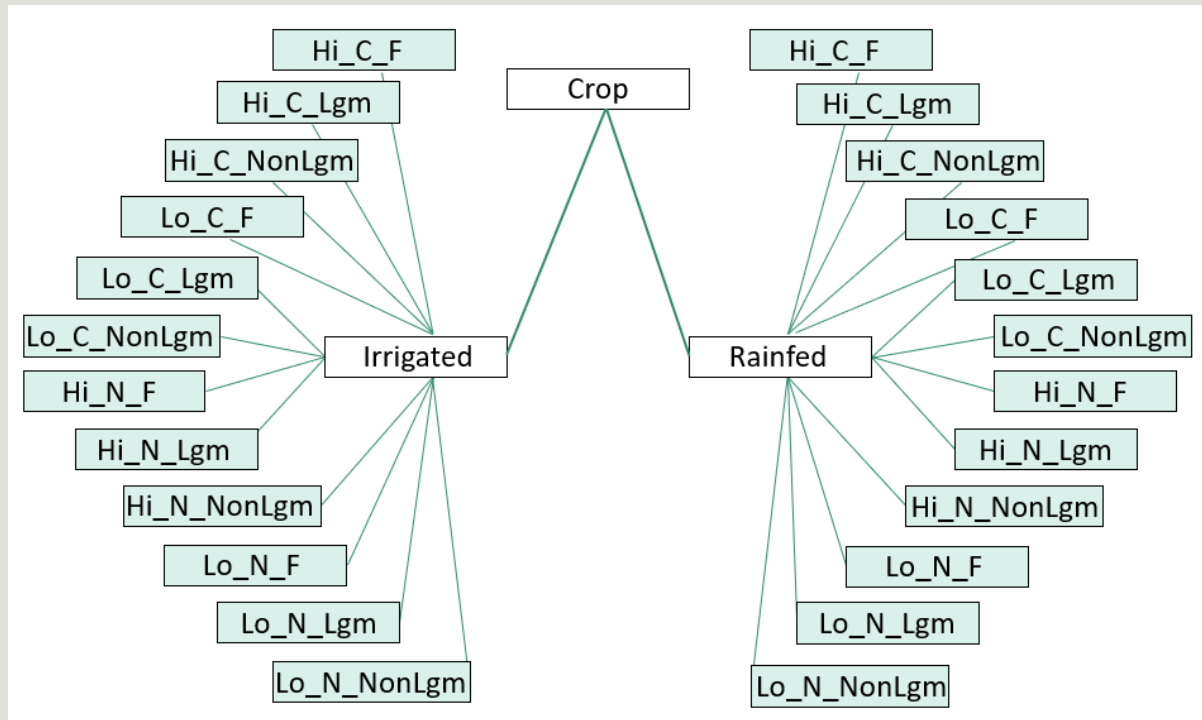 Crop
Irrigated
Hi_C_F
Hi_C_Lgm
Hi_C_NonLgm
Lo_C_F
Lo_C_Lgm
Lo_C_NonLgm
Hi_N_F
Hi_N_Lgm
Hi_N_NonLgm
Lo_N_F
Lo_N_Lgm
Lo_N_NonLgm
Rainfed
Hi_C_F
Hi_C_Lgm
Hi_C_NonLgm
Lo_C_F
Lo_C_Lgm
Lo_C_NonLgm
Hi_N_F
Hi_N_Lgm
Hi_N_NonLgm
Lo_N_F
Lo_N_Lgm
Lo_N_NonLgm